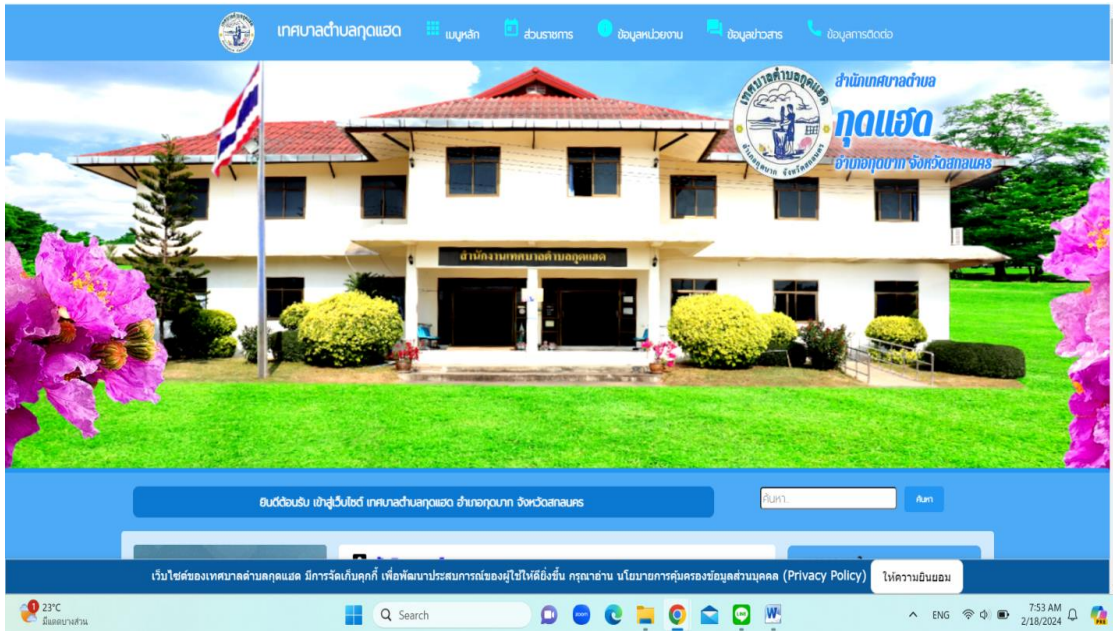 เทศบาลตำบลกุดแฮด
เมนูหลัก
ส่วนราชการ
ข้อมูลหน่วยงาน
ข้อมูลข่าวสาร
ข้อมูลการติดต่อ
สำนักเทศบาลตำบล
กุดแฮด
อำเภอกุดบาก จังหวัดสกลนคร
สำนักงานเทศบาลตำบลกุดแฮด
ยินดีต้อนรับ เข้าสู่เว็บไซต์ เทศบาลตำบลกุดแฮด อำเภอกุดบาก จังหวัดสกลนคร
ค้นหา..
ค้นหา
เว็บไซต์ของเทศบาลตำบลกุดแฮด มีการจัดเก็บคุกกี้ เพื่อพัฒนาประสบการณ์ของผู้ใช้ให้ดียิ่งขึ้น กรุณาอ่าน นโยบายการคุ้มครองข้อมูลส่วนบุคคล (Privacy Policy)
ให้ความยินยอม
1
23°C
มีแดดบางส่วน
Search
zoom
LINE
W
ENG
7:53 AM
2/18/2024
PRE